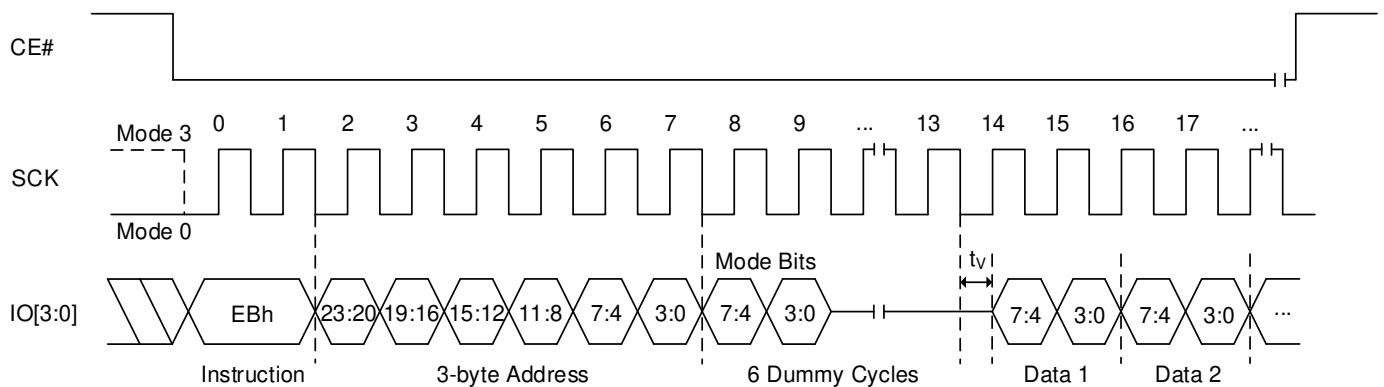 CE#
Mode 3 0 1 2 3 4 5 6 7 8 9 ... 13 14 15 16 17 ...
SCK
Mode 0
Mode Bits tV
IO[3:0] EBh 23:20 19:16 15:12 11:8 7:4 3:0 7:4 3:0 7:4 3:0 7:4 3:0 ...
Instruction 3-byte Address 6 Dummy Cycles Data 1 Data 2